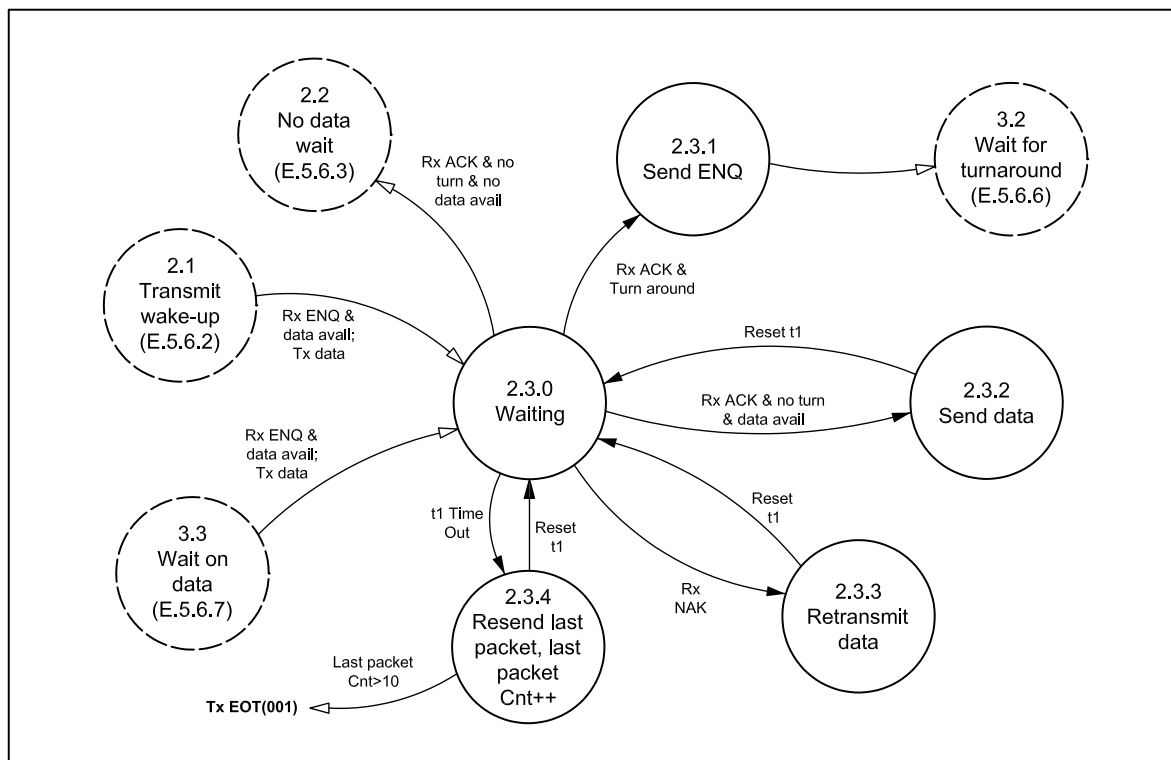 2.2
No data
wait
(E.5.6.3)
Rx ACK & no
turn & no
data avail
2.3.1
Send ENQ
3.2
Wait for
turnaround
(E.5.6.6)
Rx ACK &
Turn around
2.1
Transmit
wake-up
(E.5.6.2)
Rx ENQ &
data avail;
Tx data
2.3.0
Waiting
Reset t1
Rx ACK & no turn
& data avail
2.3.2
Send data
Rx ENQ &
data avail;
Tx data
3.3
Wait on
data
(E.5.6.7)
t1 Time
Out
Reset
t1
Reset
t1
Rx
NAK
2.3.3
Retransmit
data
2.3.4
Resend last
packet, last
packet
Cnt++
Last packet
Cnt>10
Tx EOT(001)